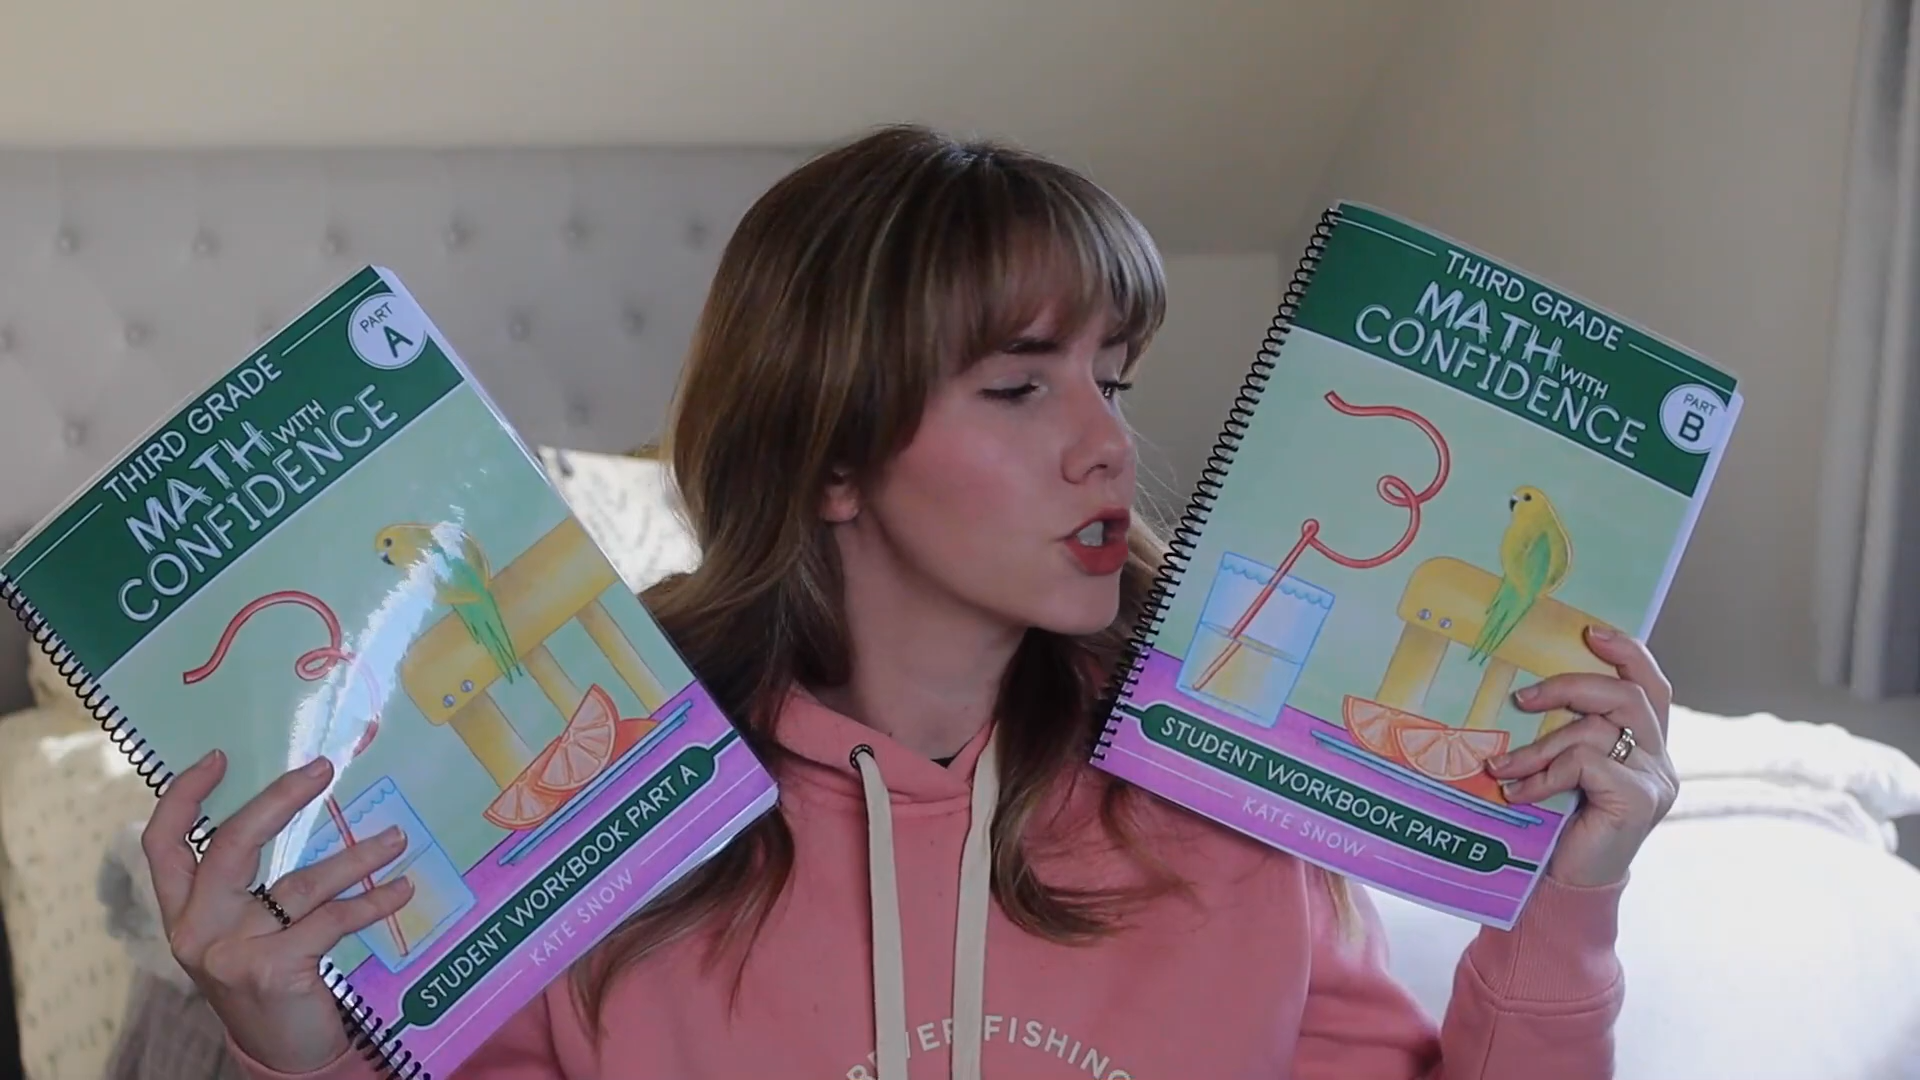 THIRD GRADE
MATH WITH
CONFIDENCE
PART
A
STUDENT WORKBOOK PART A
KATE SNOW
THIRD GRADE
MATH WITH
CONFIDENCE
PART
B
3
STUDENT WORKBOOK PART B
KATE SNOW
FISHING